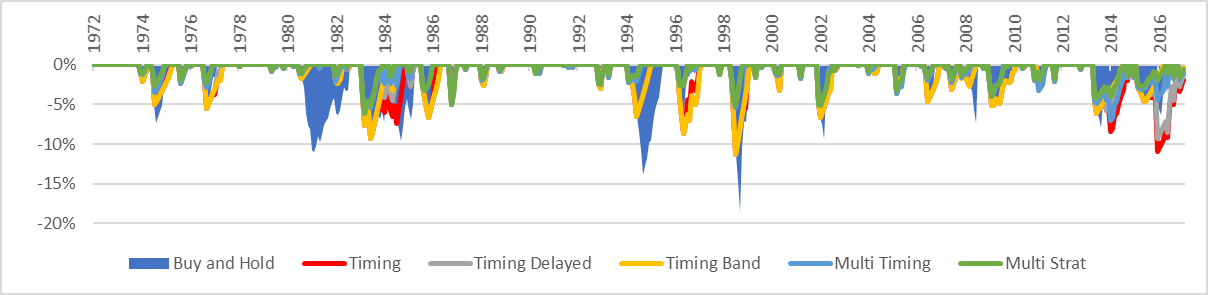 1972 1974 1976 1978 1980 1982 1984 1986 1988 1990 1992 1994 1996 1998 2000 2002 2004 2006 2008 2010 2012 2014 2016
0%
-5%
-10%
-15%
-20%
Buy and Hold Timing Timing Delayed Timing Band Multi Timing Multi Strat